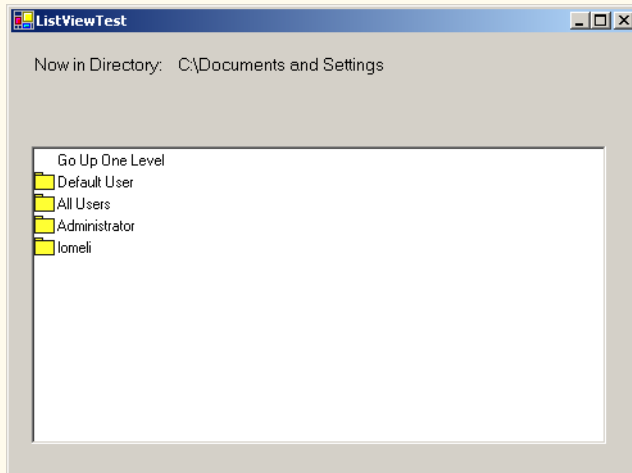 ListViewTest
Now in Directory: C:\Documents and Settings
Go Up One Level
Default User
All Users
Administrator
lomeli